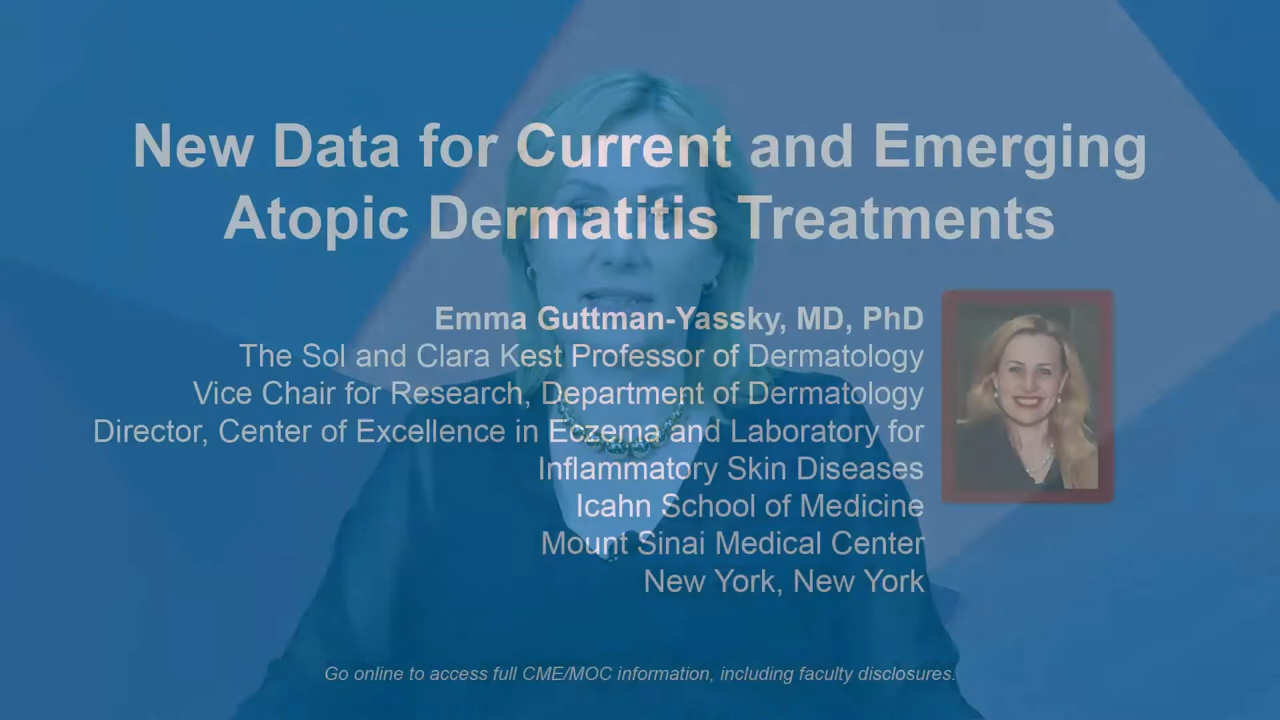 New Data for Current and Emerging
Atopic Dermatitis Treatments
Emma Guttman-Yassky, MD, PhD
The Sol and Clara Kest Professor of Dermatology
Vice Chair for Research, Department of Dermatology
Director, Center of Excellence in Eczema and Laboratory for
Inflammatory Skin Diseases
Icahn School of Medicine
Mount Sinai Medical Center
New York, New York
Go online to access full CME/MOC information, including faculty disclosures.